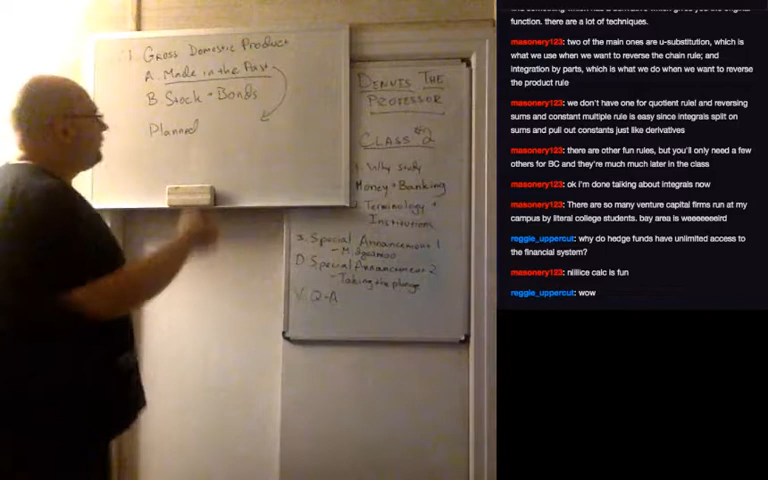 1. Gross Domestic Product
A. Made in the Past
B. Stock + Bonds
Planned
DENNIS THE
PROFESSOR
CLASS 2
1. Why study
Money + Banking
Terminology +
Institutions
3. Special Announcement 1
D. Special Announcement 2
- Taking the plunge
V. Q-A
function. there are a lot of techniques.
masonery123: two of the main ones are u-substitution, which is
what we use when we want to reverse the chain rule; and
integration by parts, which is what we do when we want to reverse
the product rule
masonery123: we don't have one for quotient rule! and reversing
sums and constant multiple rule is easy since integrals split on
sums and pull out constants just like derivatives
masonery123: there are other fun rules, but you'll only need a few
others for BC and they're much much later in the class
masonery123: ok i'm done talking about integrals now
masonery123: There are so many venture capital firms run at my
campus by literal college students. bay area is weeeeeeird
reggie_uppercut: why do hedge funds have unlimited access to
the financial system?
masonery123: niiiice calc is fun
reggie_uppercut: wow